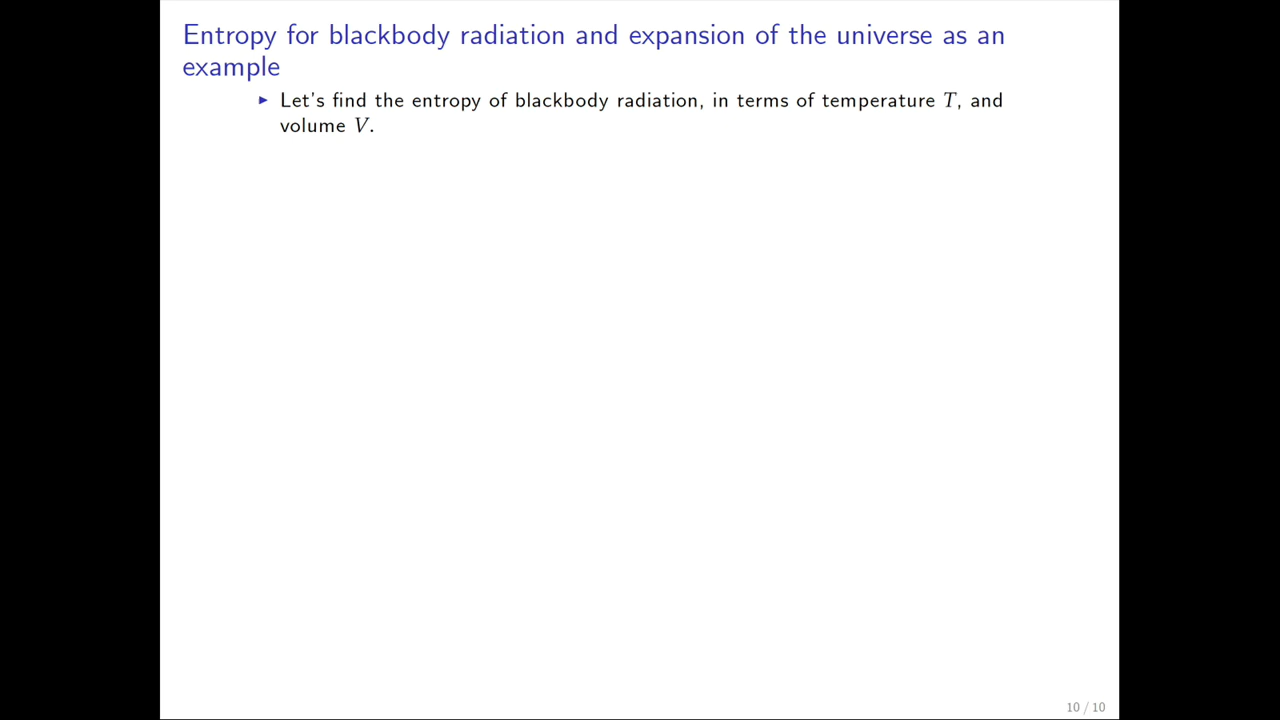 Entropy for blackbody radiation and expansion of the universe as an
example
▶ Let's find the entropy of blackbody radiation, in terms of temperature T, and
volume V.
10 / 10